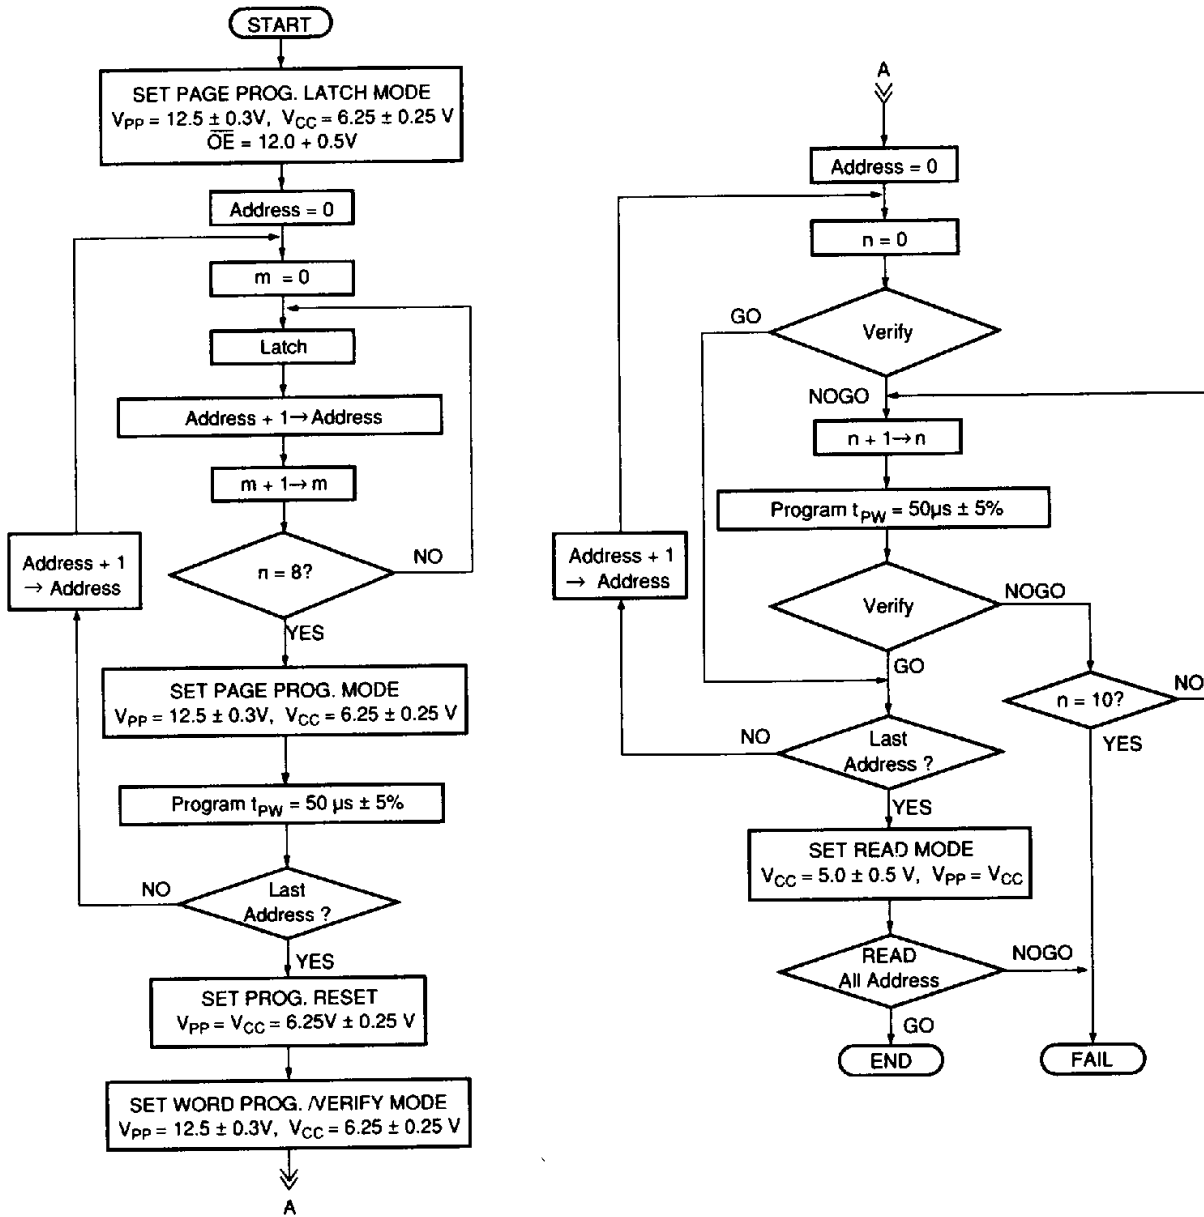 START
SET PAGE PROG. LATCH MODE
VPP = 12.5 ± 0.3V, VCC = 6.25 ± 0.25 V
OE = 12.0 + 0.5V
Address = 0
m = 0
Latch
Address + 1→Address
m + 1→m
n = 8?
NO
YES
Address + 1
→ Address
SET PAGE PROG. MODE
VPP = 12.5 ± 0.3V, VCC = 6.25 ± 0.25 V
Program tPW = 50 µs ± 5%
Last
Address ?
NO
YES
SET PROG. RESET
VPP = VCC = 6.25V ± 0.25 V
SET WORD PROG. /VERIFY MODE
VPP = 12.5 ± 0.3V, VCC = 6.25 ± 0.25 V
A
A
Address = 0
n = 0
GO
Verify
NOGO
n + 1→n
Program tPW = 50µs ± 5%
Address + 1
→ Address
Verify
NOGO
GO
n = 10?
NO
YES
NO
Last
Address ?
YES
SET READ MODE
VCC = 5.0 ± 0.5 V, VPP = VCC
READ
All Address
NOGO
GO
END
FAIL